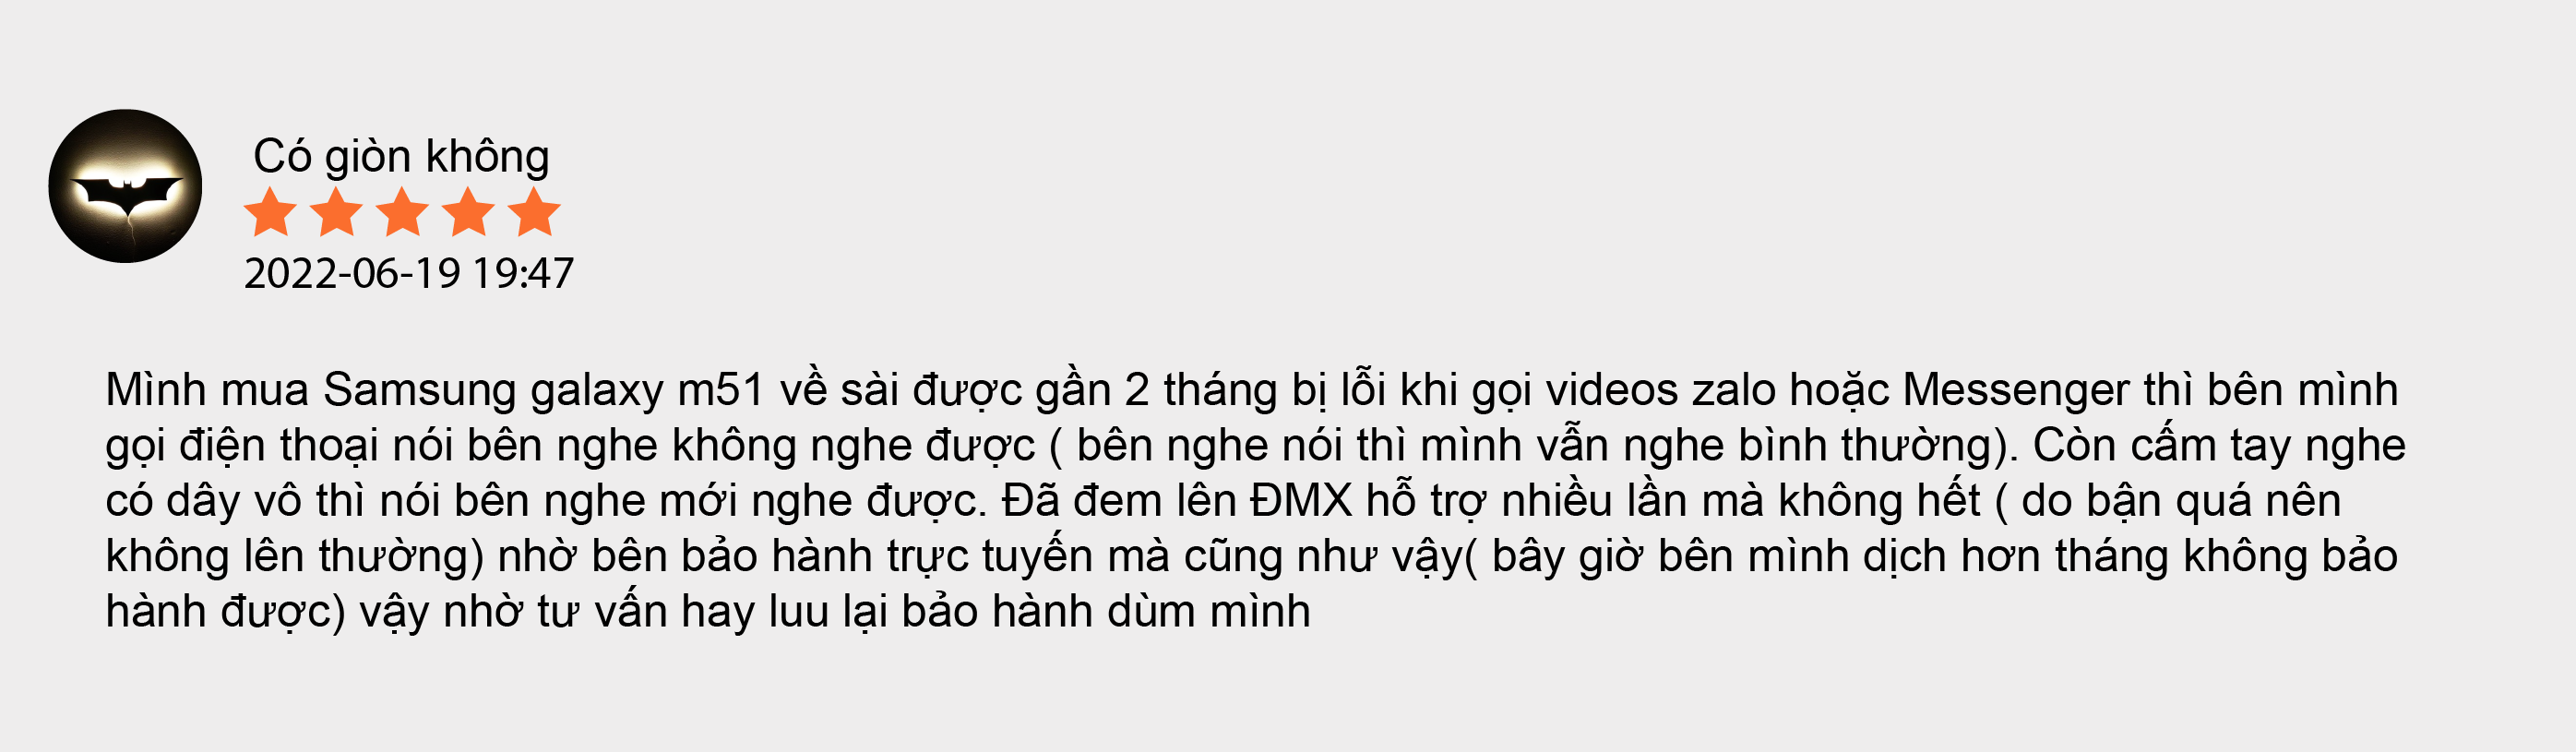 Có giòn không
2022-06-19 19:47
Mình mua Samsung galaxy m51 về sài được gần 2 tháng bị lỗi khi gọi videos zalo hoặc Messenger thì bên mình
gọi điện thoại nói bên nghe không nghe được ( bên nghe nói thì mình vẫn nghe bình thường). Còn cấm tay nghe
có dây vô thì nói bên nghe mới nghe được. Đã đem lên ĐMX hỗ trợ nhiều lần mà không hết ( do bận quá nên
không lên thường) nhờ bên bảo hành trực tuyến mà cũng như vậy( bây giờ bên mình dịch hơn tháng không bảo
hành được) vậy nhờ tư vấn hay luu lại bảo hành dùm mình